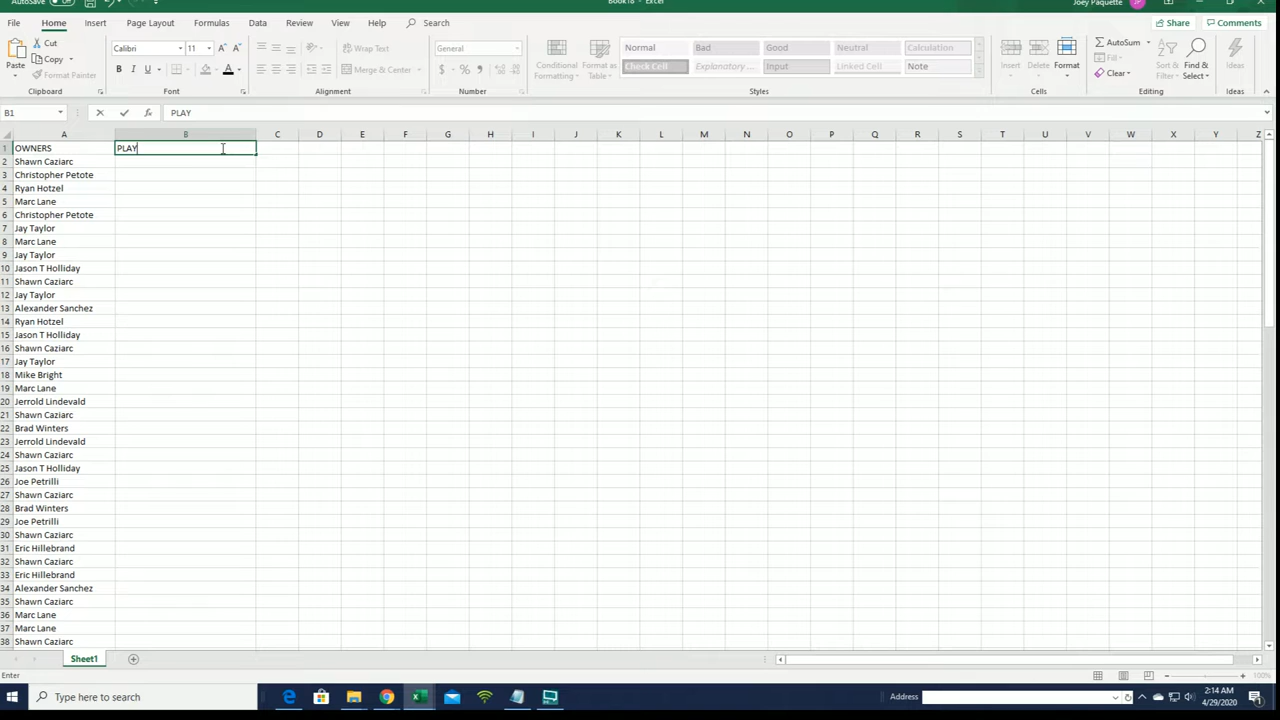 AutoSave Off Book18 - Excel Joey Paquette JP
File Home Insert Page Layout Formulas Data Review View Help Search Share Comments
Paste Cut Copy Format Painter Clipboard
Calibri 11 B I U A Font
Wrap Text Merge & Center Alignment
General $ % Number
Conditional Formatting Format as Table
Normal Bad Good Neutral Calculation
Check Cell Explanatory ... Input Linked Cell Note
Styles
Insert Delete Format Cells
AutoSum Fill Clear Sort & Filter Find & Select Editing
Ideas Ideas
B1 fx PLAY
A B C D E F G H I J K L M N O P Q R S T U V W X Y Z
1 OWNERS PLAY
2 Shawn Caziarc
3 Christopher Petote
4 Ryan Hotzel
5 Marc Lane
6 Christopher Petote
7 Jay Taylor
8 Marc Lane
9 Jay Taylor
10 Jason T Holliday
11 Shawn Caziarc
12 Jay Taylor
13 Alexander Sanchez
14 Ryan Hotzel
15 Jason T Holliday
16 Shawn Caziarc
17 Jay Taylor
18 Mike Bright
19 Marc Lane
20 Jerrold Lindevald
21 Shawn Caziarc
22 Brad Winters
23 Jerrold Lindevald
24 Shawn Caziarc
25 Jason T Holliday
26 Joe Petrilli
27 Shawn Caziarc
28 Brad Winters
29 Joe Petrilli
30 Shawn Caziarc
31 Eric Hillebrand
32 Shawn Caziarc
33 Eric Hillebrand
34 Alexander Sanchez
35 Shawn Caziarc
36 Marc Lane
37 Marc Lane
38 Shawn Caziarc
Sheet1
Enter 100%
Type here to search Address 2:14 AM
4/29/2020